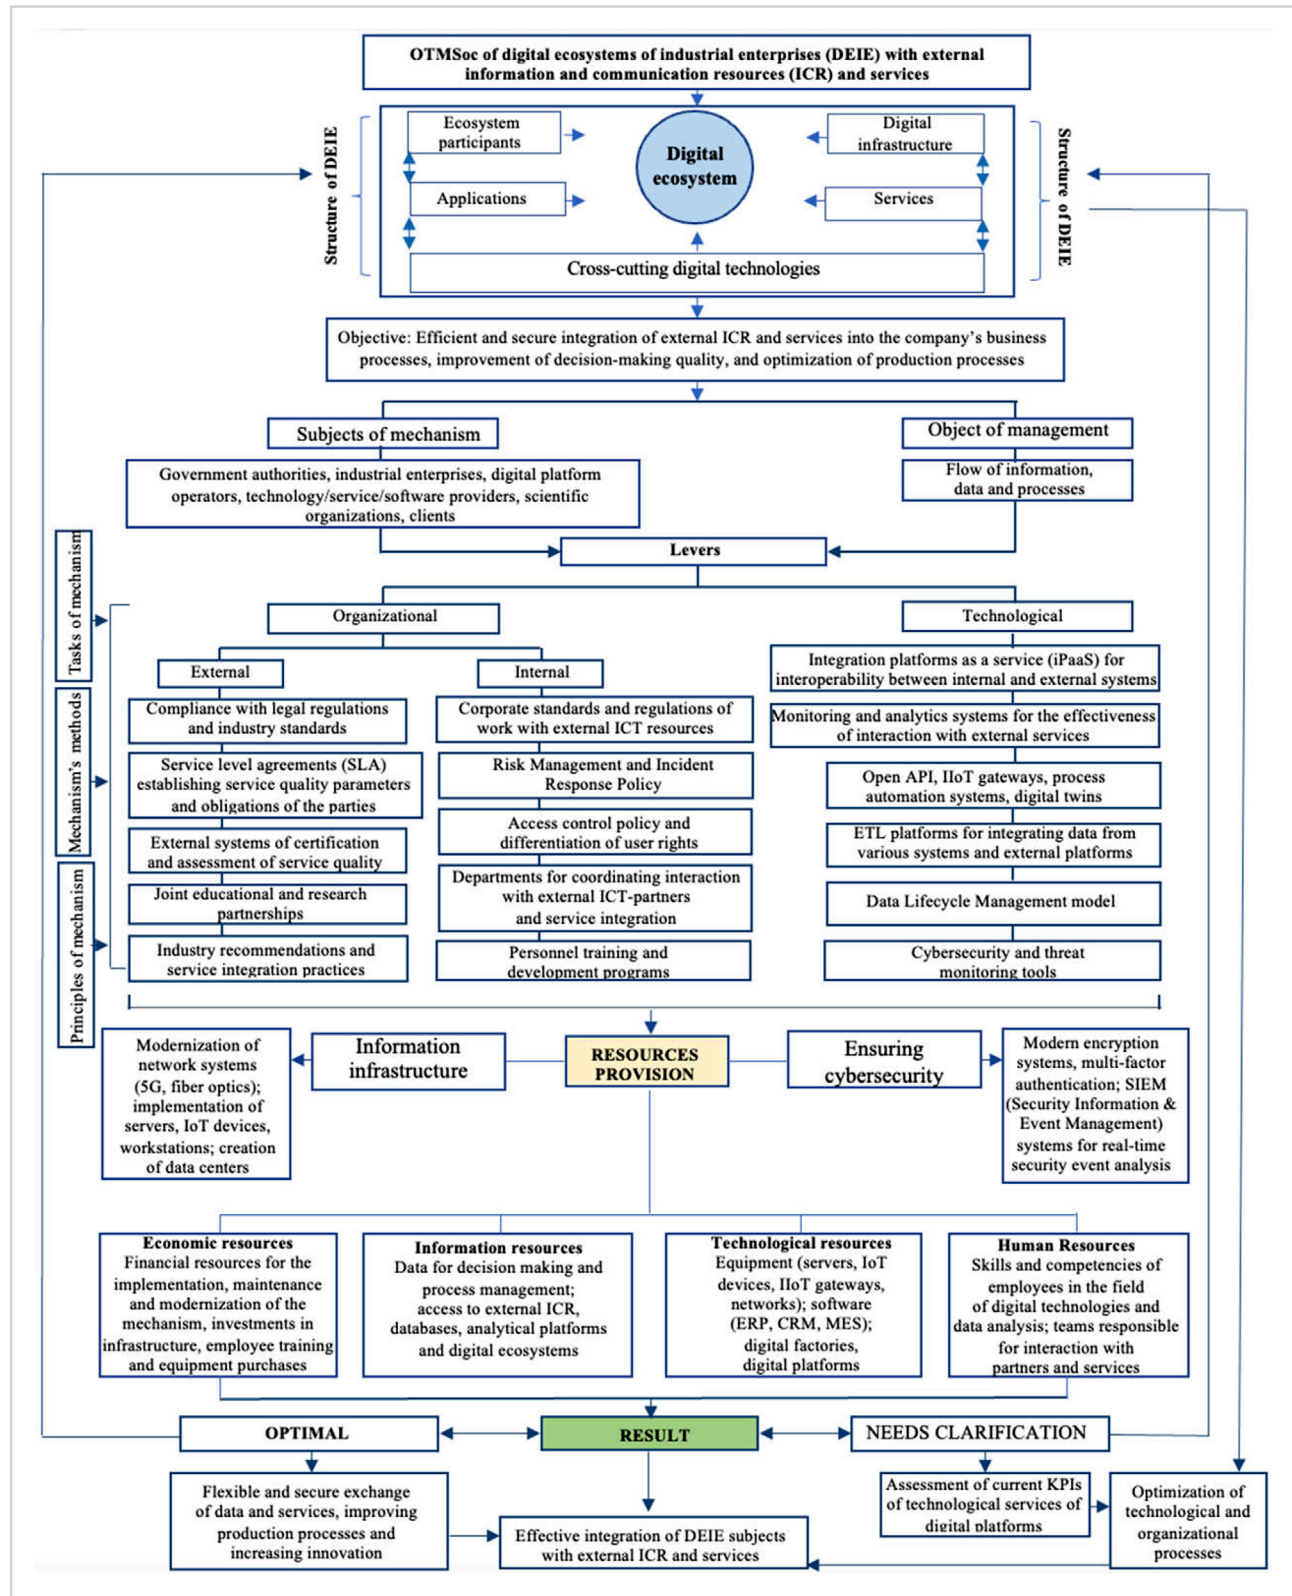 OTMSoc of digital ecosystems of industrial enterprises (DEIE) with external
information and communication resources (ICR) and services
Structure of DEIE
Ecosystem
participants
Applications
Digital
ecosystem
Digital
infrastructure
Services
Cross-cutting digital technologies
Structure of DEIE
Objective: Efficient and secure integration of external ICR and services into the company's business
processes, improvement of decision-making quality, and optimization of production processes
Subjects of mechanism
Object of management
Government authorities, industrial enterprises, digital platform
operators, technology/service/software providers, scientific
organizations, clients
Flow of information,
data and processes
Levers
Tasks of mechanism
Mechanism's methods
Principles of mechanism
Organizational
Technological
External
Internal
Compliance with legal regulations
and industry standards
Service level agreements (SLA)
establishing service quality parameters
and obligations of the parties
External systems of certification
and assessment of service quality
Joint educational and research
partnerships
Industry recommendations and
service integration practices
Corporate standards and regulations of
work with external ICT resources
Risk Management and Incident
Response Policy
Access control policy and
differentiation of user rights
Departments for coordinating interaction
with external ICT-partners
and service integration
Personnel training and
development programs
Integration platforms as a service (iPaaS) for
interoperability between internal and external systems
Monitoring and analytics systems for the effectiveness
of interaction with external services
Open API, IIoT gateways, process
automation systems, digital twins
ETL platforms for integrating data from
various systems and external platforms
Data Lifecycle Management model
Cybersecurity and threat
monitoring tools
Modernization of
network systems
(5G, fiber optics);
implementation of
servers, IoT devices,
workstations; creation
of data centers
Information
infrastructure
RESOURCES
PROVISION
Ensuring
cybersecurity
Modern encryption
systems, multi-factor
authentication; SIEM
(Security Information &
Event Management)
systems for real-time
security event analysis
Economic resources
Financial resources for the
implementation, maintenance
and modernization of the
mechanism, investments in
infrastructure, employee training
and equipment purchases
Information resources
Data for decision making and
process management;
access to external ICR,
databases, analytical platforms
and digital ecosystems
Technological resources
Equipment (servers, IoT
devices, IIoT gateways,
networks); software
(ERP, CRM, MES);
digital factories,
digital platforms
Human Resources
Skills and competencies of
employees in the field
of digital technologies and
data analysis; teams responsible
for interaction with
partners and services
OPTIMAL
RESULT
NEEDS CLARIFICATION
Flexible and secure exchange
of data and services, improving
production processes and
increasing innovation
Effective integration of DEIE subjects
with external ICR and services
Assessment of current KPIs
of technological services of
digital platforms
Optimization of
technological and
organizational
processes